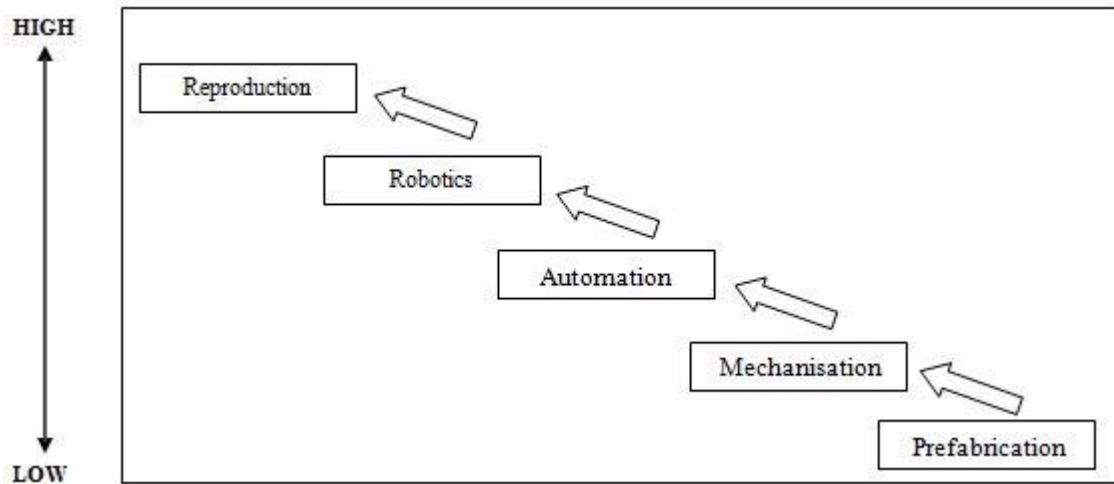 HIGH
Reproduction
Robotics
Automation
Mechanisation
Prefabrication
LOW